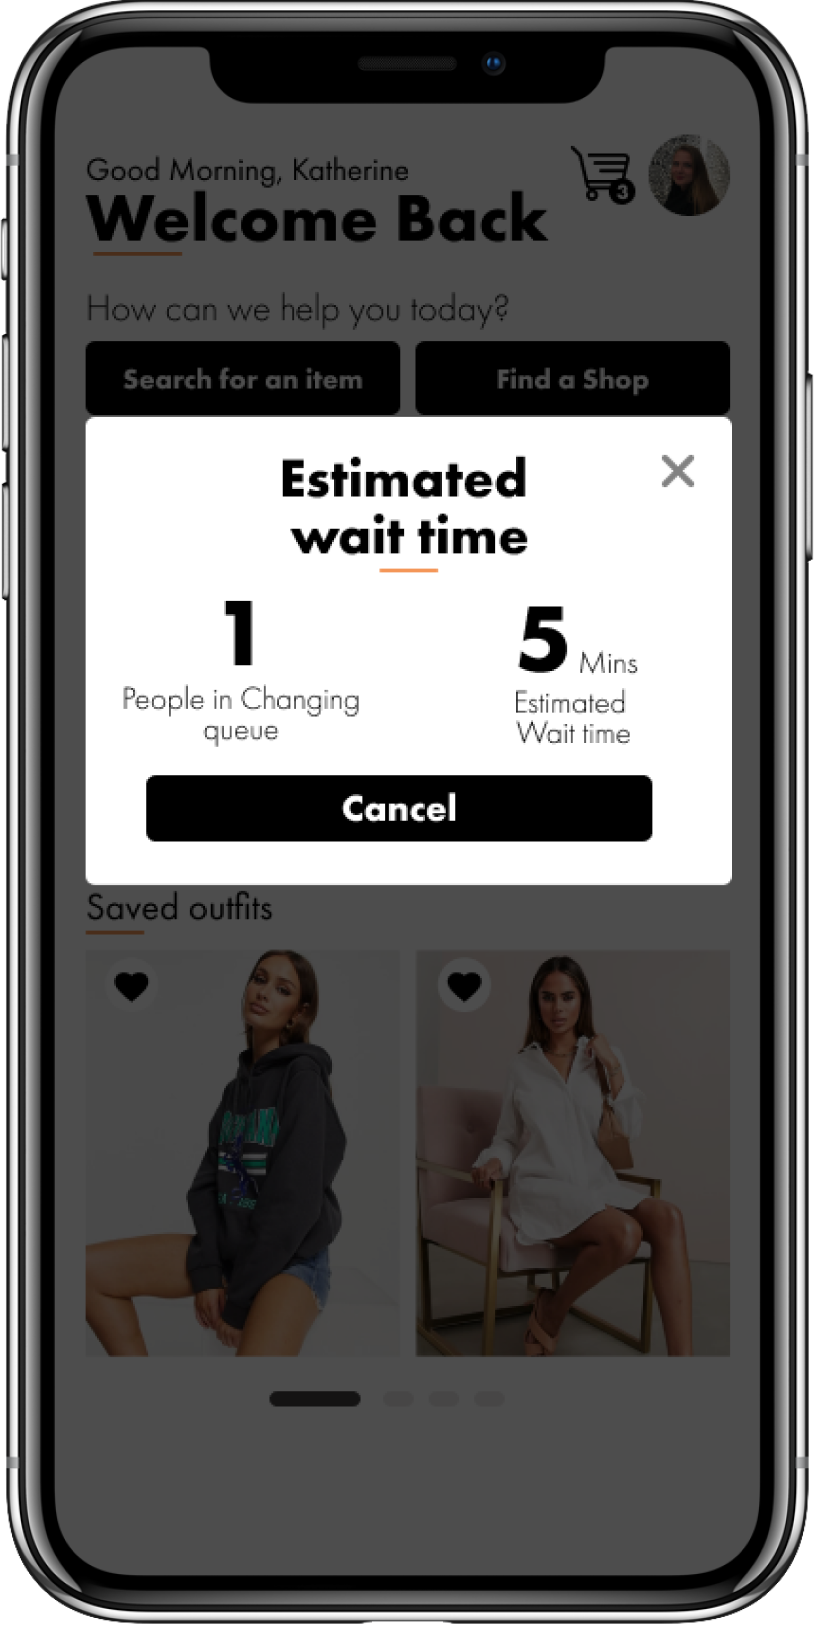 Good Morning, Katherine
3
Welcome Back
How can we help you today?
Search for an item
Find a Shop
Estimated
wait time
1
People in Changing
queue
5 Mins
Estimated
Wait time
Cancel
Saved outfits